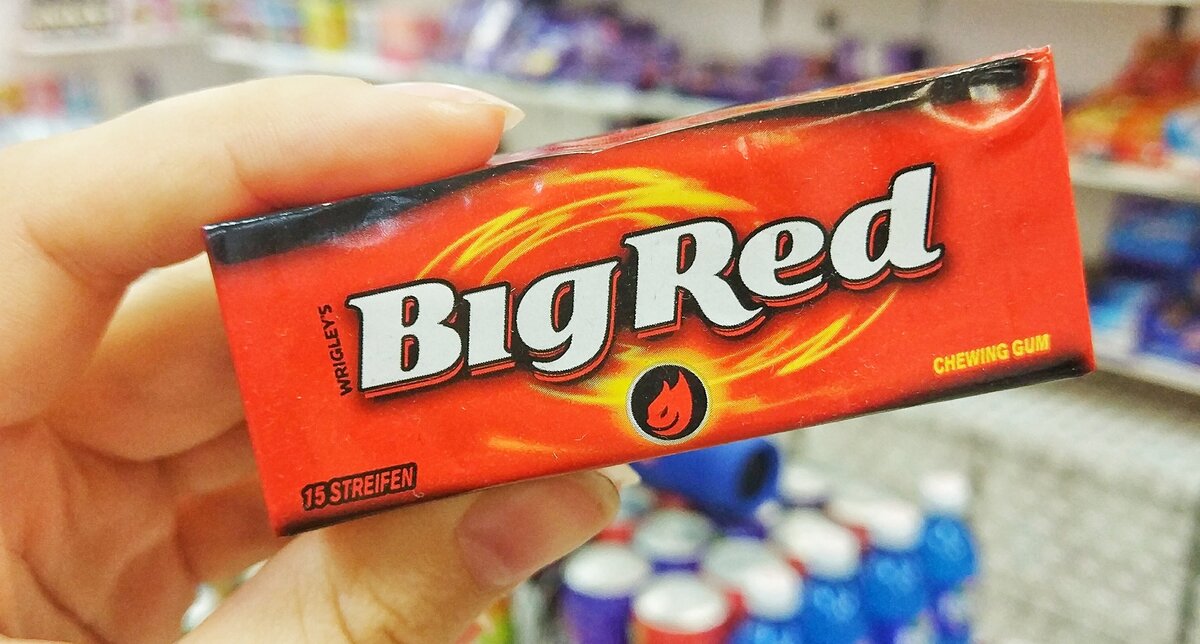 WRIGLEY'S
Big Red
CHEWING GUM
15 STREIFEN